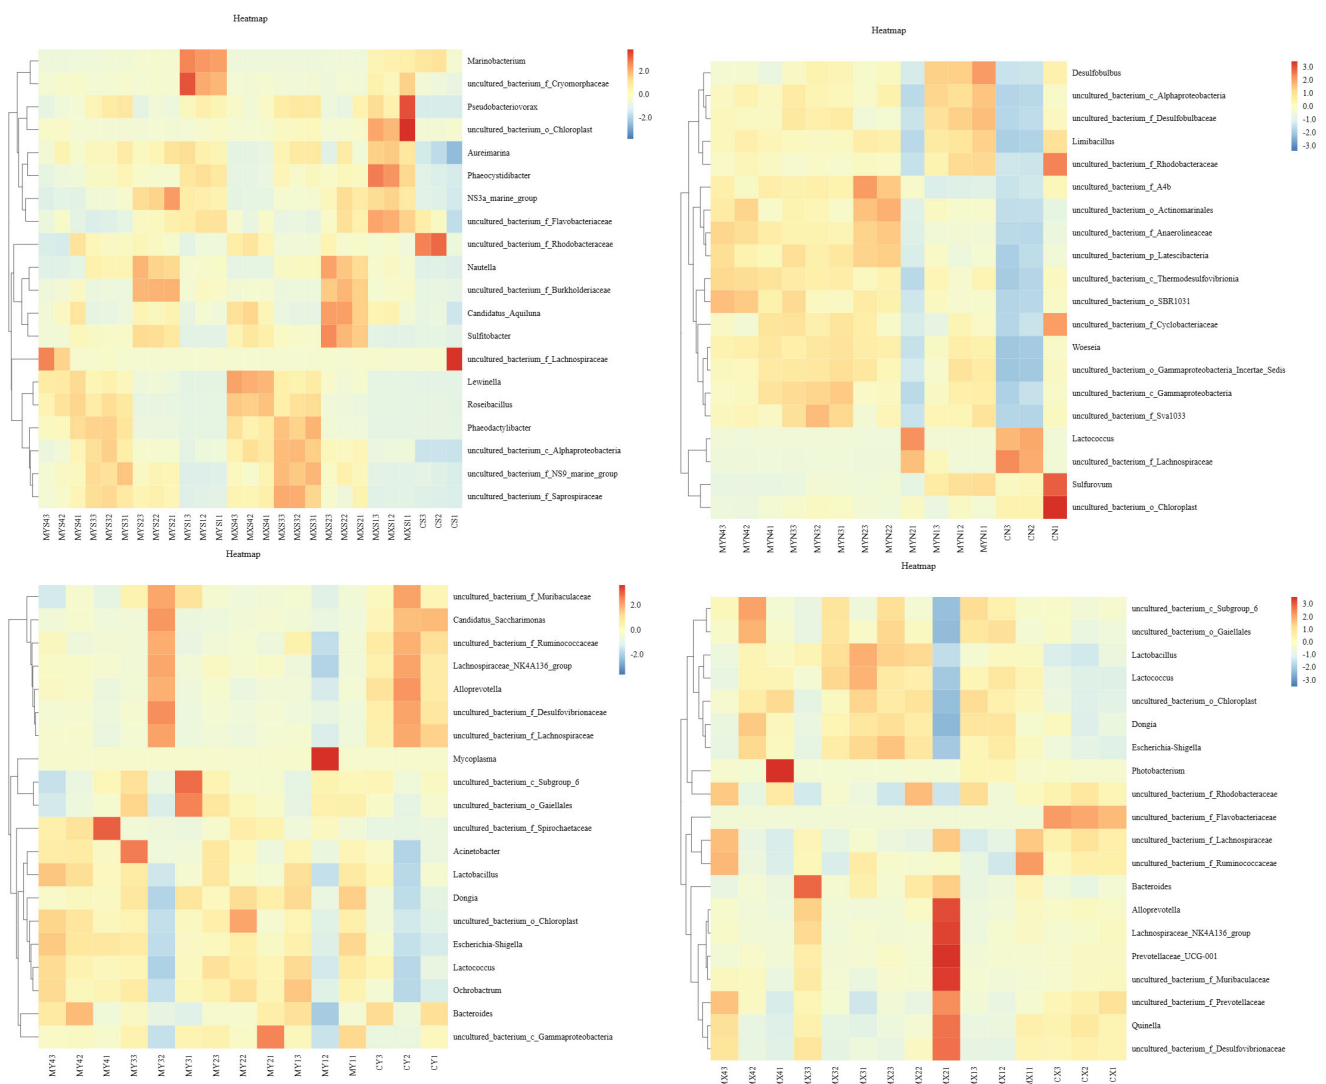 Heatmap
Marinobacterium
uncultured_bacterium_f_Cryomorphaceae
Pseudobacteriovorax
uncultured_bacterium_o_Chloroplast
Aureimarina
Phaeocystidibacter
NS3a_marine_group
uncultured_bacterium_f_Flavobacteriaceae
uncultured_bacterium_f_Rhodobacteraceae
Nautella
uncultured_bacterium_f_Burkholderiaceae
Candidatus_Aquiluna
Sulfitobacter
uncultured_bacterium_f_Lachnospiraceae
Lewinella
Roseibacillus
Phaeodactylibacter
uncultured_bacterium_c_Alphaproteobacteria
uncultured_bacterium_f_NS9_marine_group
uncultured_bacterium_f_Saprospiraceae
2.0
0.0
-2.0
MYS43 MYS42 MYS41 MYS33 MYS32 MYS31 MYS23 MYS22 MYS21 MYS13 MYS12 MYS11 MXS43 MXS42 MXS41 MXS33 MXS32 MXS31 MXS23 MXS22 MXS21 MXS13 MXS12 MXS11 CS3 CS2 CS1
Heatmap
Desulfobulbus
uncultured_bacterium_c_Alphaproteobacteria
uncultured_bacterium_f_Desulfobulbaceae
Limibacillus
uncultured_bacterium_f_Rhodobacteraceae
uncultured_bacterium_f_A4b
uncultured_bacterium_o_Actinomarinales
uncultured_bacterium_f_Anaerolineaceae
uncultured_bacterium_p_Latescibacteria
uncultured_bacterium_c_Thermodesulfovibrionia
uncultured_bacterium_o_SBR1031
uncultured_bacterium_f_Cyclobacteriaceae
Woeseia
uncultured_bacterium_o_Gammaproteobacteria_Incertae_Sedis
uncultured_bacterium_c_Gammaproteobacteria
uncultured_bacterium_f_Sva1033
Lactococcus
uncultured_bacterium_f_Lachnospiraceae
Sulfurovum
uncultured_bacterium_o_Chloroplast
3.0
2.0
1.0
0.0
-1.0
-2.0
-3.0
MYN43 MYN42 MYN41 MYN33 MYN32 MYN31 MYN23 MYN22 MYN21 MYN13 MYN12 MYN11 CN3 CN2 CN1
Heatmap
uncultured_bacterium_f_Muribaculaceae
Candidatus_Saccharimonas
uncultured_bacterium_f_Ruminococcaceae
Lachnospiraceae_NK4A136_group
Alloprevotella
uncultured_bacterium_f_Desulfovibrionaceae
uncultured_bacterium_f_Lachnospiraceae
Mycoplasma
uncultured_bacterium_c_Subgroup_6
uncultured_bacterium_o_Gaiellales
uncultured_bacterium_f_Spirochaetaceae
Acinetobacter
Lactobacillus
Dongia
uncultured_bacterium_o_Chloroplast
Escherichia-Shigella
Lactococcus
Ochrobactrum
Bacteroides
uncultured_bacterium_c_Gammaproteobacteria
2.0
0.0
-2.0
MY43 MY42 MY41 MY33 MY32 MY31 MY23 MY22 MY21 MY13 MY12 MY11 CY3 CY2 CY1
Heatmap
uncultured_bacterium_c_Subgroup_6
uncultured_bacterium_o_Gaiellales
Lactobacillus
Lactococcus
uncultured_bacterium_o_Chloroplast
Dongia
Escherichia-Shigella
Photobacterium
uncultured_bacterium_f_Rhodobacteraceae
uncultured_bacterium_f_Flavobacteriaceae
uncultured_bacterium_f_Lachnospiraceae
uncultured_bacterium_f_Ruminococcaceae
Bacteroides
Alloprevotella
Lachnospiraceae_NK4A136_group
Prevotellaceae_UCG-001
uncultured_bacterium_f_Muribaculaceae
uncultured_bacterium_f_Prevotellaceae
Quinella
uncultured_bacterium_f_Desulfovibrionaceae
3.0
2.0
1.0
0.0
-1.0
-2.0
-3.0
CX3 CX2 CX1